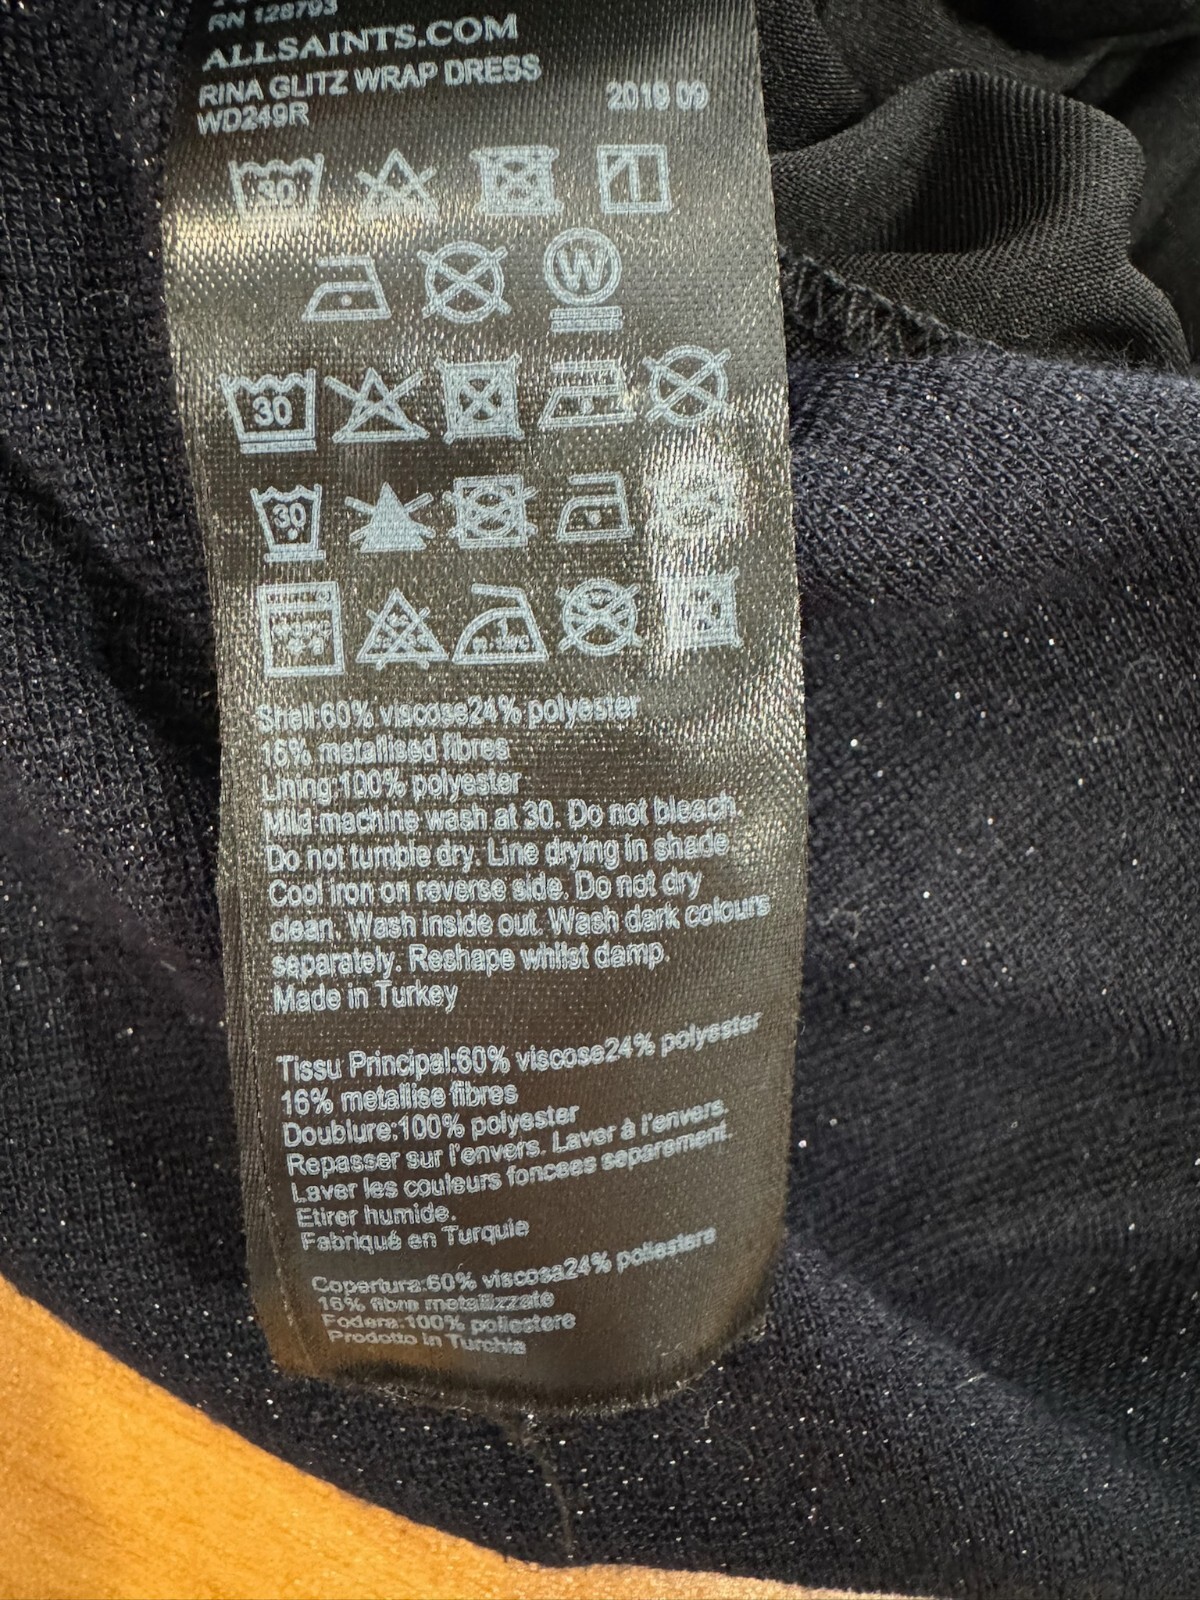 RN 128793
ALLSAINTS.COM
RINA GLITZ WRAP DRESS
WD249R
2019 09
30
W
30
30
Shell:60% viscose24% polyester
16% metallised fibres
Lining:100% polyester
Mild machine wash at 30. Do not bleach
Do not tumble dry. Line drying in shade
Cool iron on reverse side. Do not dry
clean. Wash inside out. Wash dark colours
separately. Reshape whilst damp.
Made in Turkey
Tissu Principal:60% viscose24% polyester
16% metallise fibres
Doublure:100% polyester
Repasser sur l'envers. Laver à l'envers.
Laver les couleurs foncees separement.
Etirer humide.
Fabriqué en Turquie
Copertura:60% viscosa24% poliestere
16% fibre metallizzate
Fodera:100% poliestere
Prodotto in Turchia